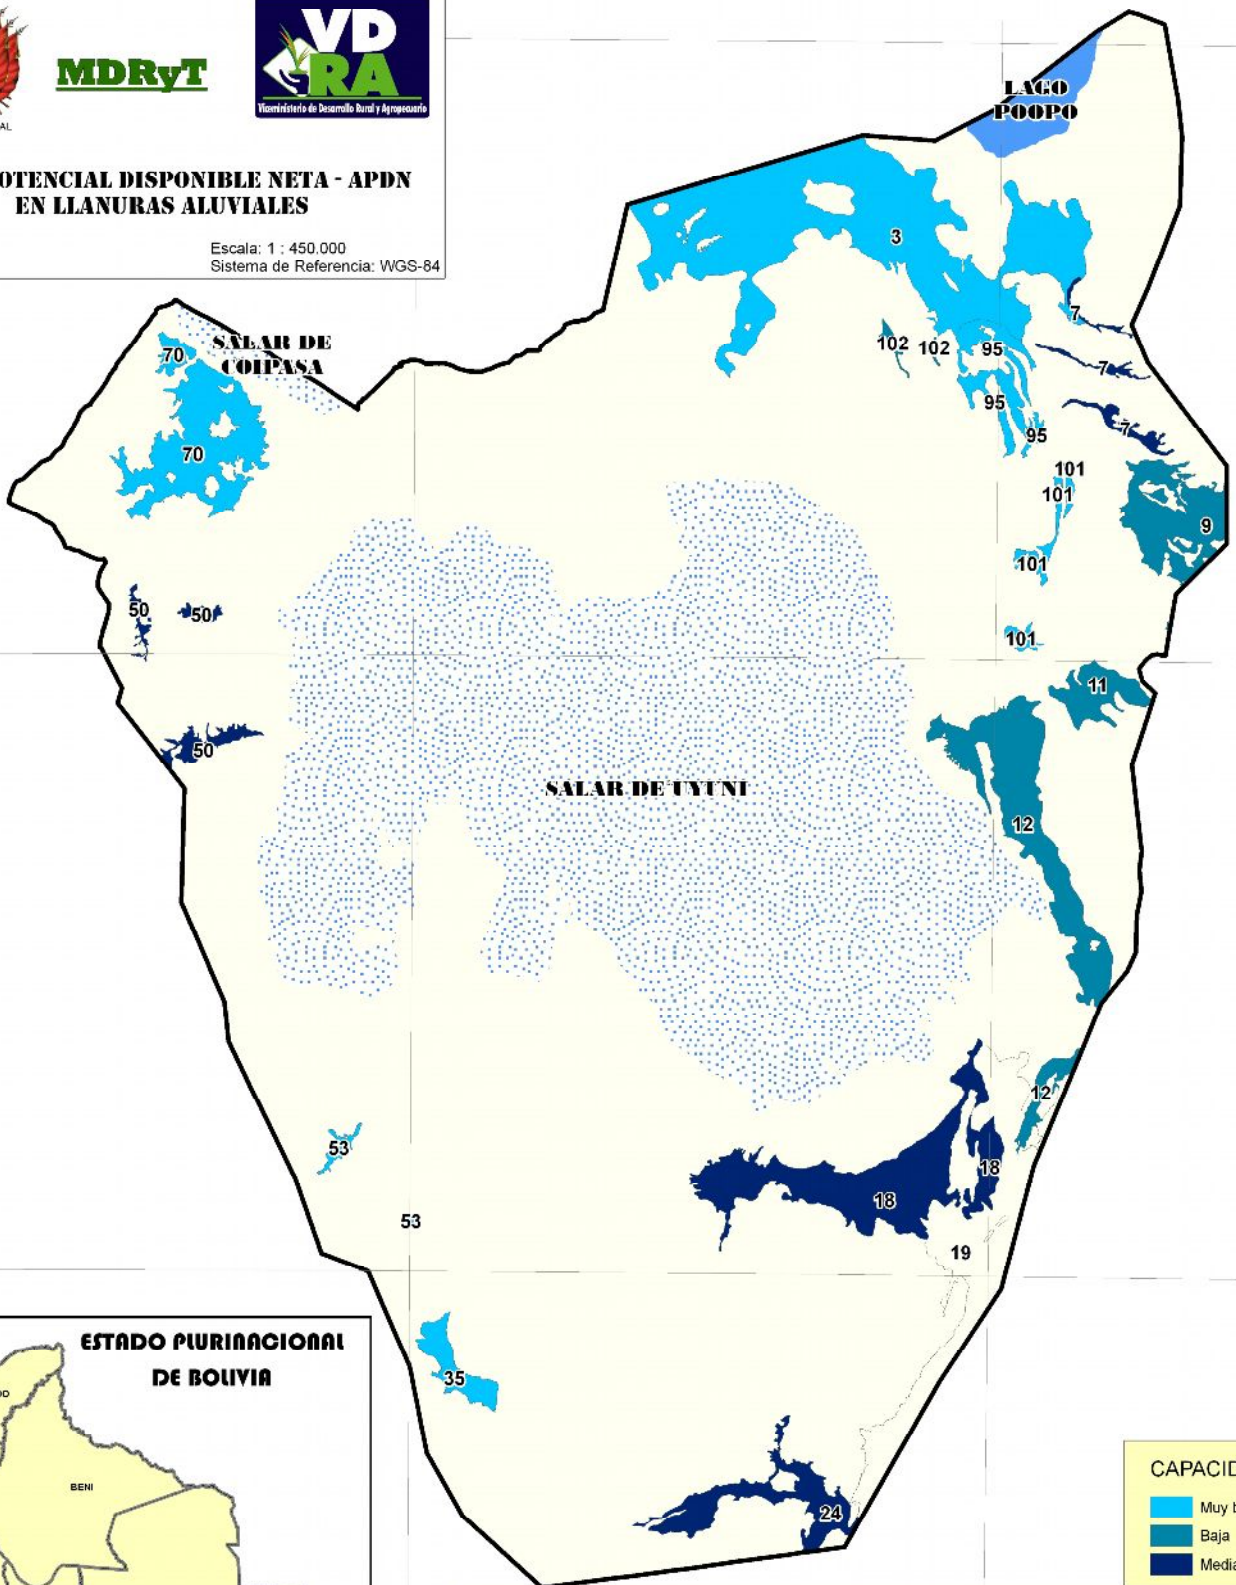 MDRyT
VD
RA
Viceministerio de Desarrollo Rural y Agropecuario
AL
OTENCIAL DISPONIBLE NETA - APDN
EN LLANURAS ALUVIALES
Escala: 1 : 450.000
Sistema de Referencia: WGS-84
LAGO
POOPO
3
7
SALAR DE
COIPASA
70
102
102
95
7
95
7
95
70
101
101
9
101
50
50
101
11
50
SALAR DE UYUNI
12
12
53
18
18
53
19
35
24
ESTADO PLURINACIONAL
DE BOLIVIA
BENI
CAPACID
Muy b
Baja
Media